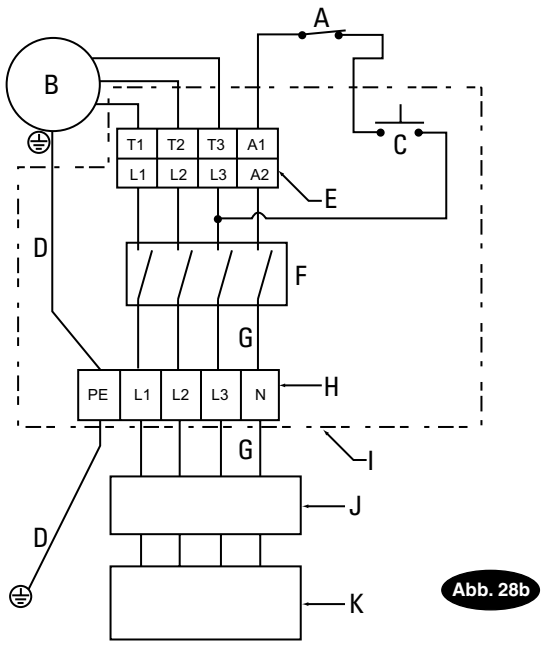 A
B
C
T1 T2 T3 A1
L1 L2 L3 A2
E
D
F
G
PE L1 L2 L3 N
H
G
I
J
D
K
Abb. 28b